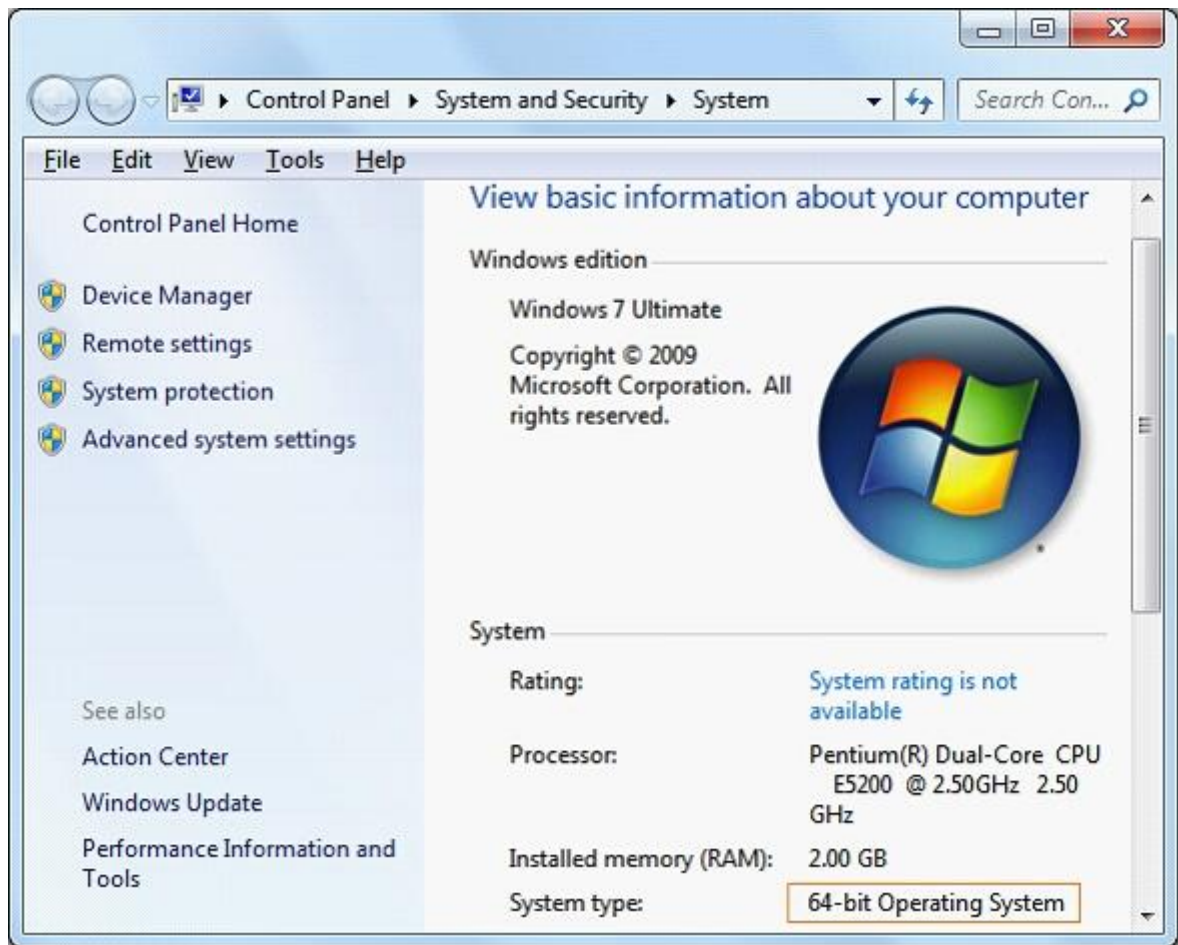 Control Panel ▸ System and Security ▸ System
Search Con...
File Edit View Tools Help
Control Panel Home
Device Manager
Remote settings
System protection
Advanced system settings
See also
Action Center
Windows Update
Performance Information and
Tools
View basic information about your computer
Windows edition
Windows 7 Ultimate
Copyright © 2009
Microsoft Corporation. All
rights reserved.
System
Rating: System rating is not
available
Processor: Pentium(R) Dual-Core CPU
E5200 @ 2.50GHz 2.50
GHz
Installed memory (RAM): 2.00 GB
System type: 64-bit Operating System